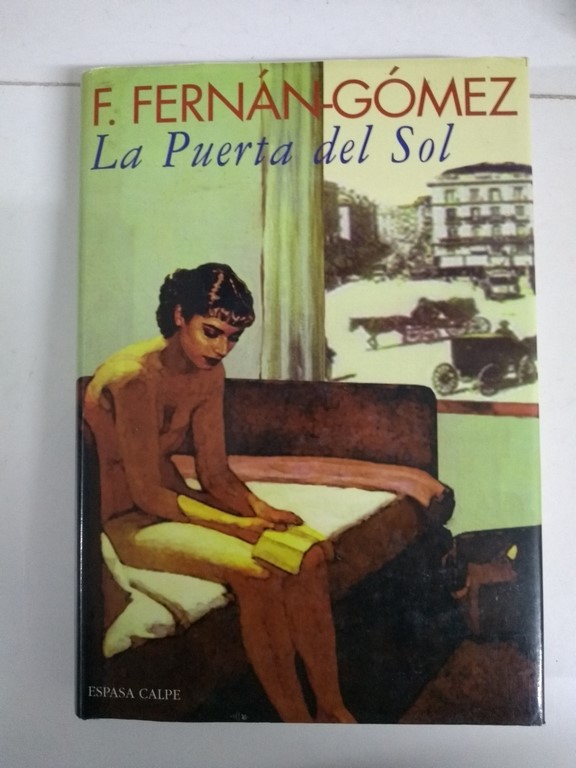 F. FERNÁN-GÓMEZ
La Puerta del Sol
ESPASA CALPE